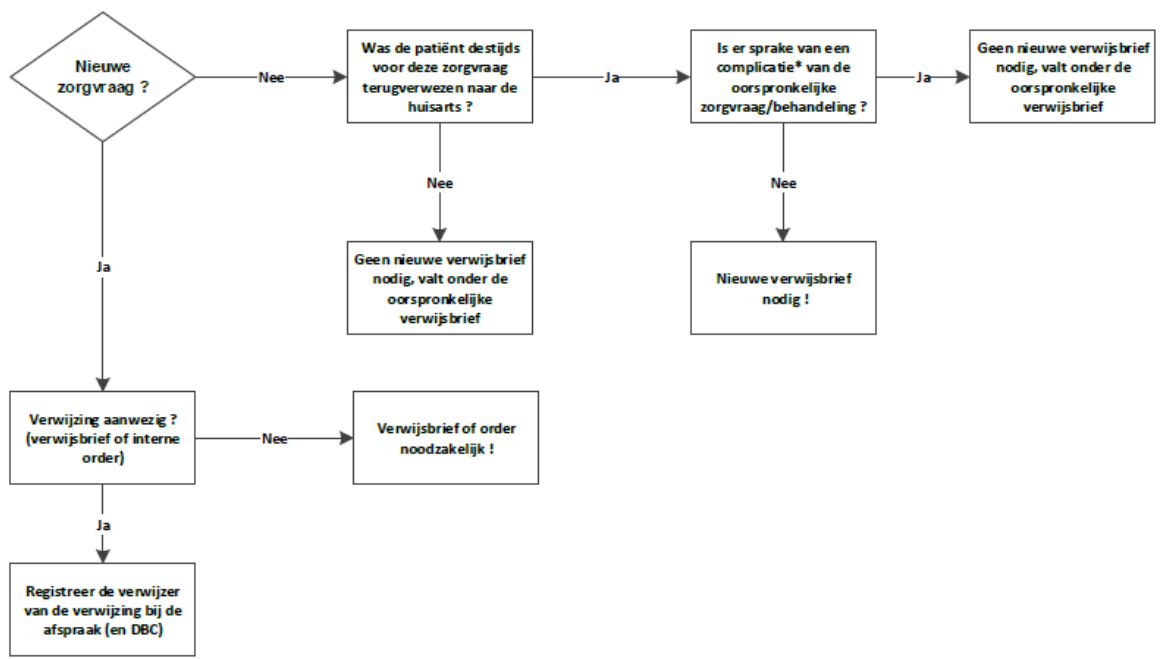 Nieuwe
zorgvraag ?
Nee
Was de patiënt destijds
voor deze zorgvraag
terugverwezen naar de
huisarts ?
Ja
Is er sprake van een
complicatie* van de
oorspronkelijke
zorgvraag/behandeling ?
Ja
Geen nieuwe verwijsbrief
nodig, valt onder de
oorspronkelijke
verwijsbrief
Nee
Nee
Ja
Geen nieuwe verwijsbrief
nodig, valt onder de
oorspronkelijke
verwijsbrief
Nieuwe verwijsbrief
nodig !
Verwijzing aanwezig ?
(verwijsbrief of interne
order)
Nee
Verwijsbrief of order
noodzakelijk !
Ja
Registreer de verwijzer
van de verwijzing bij de
afspraak (en DBC)